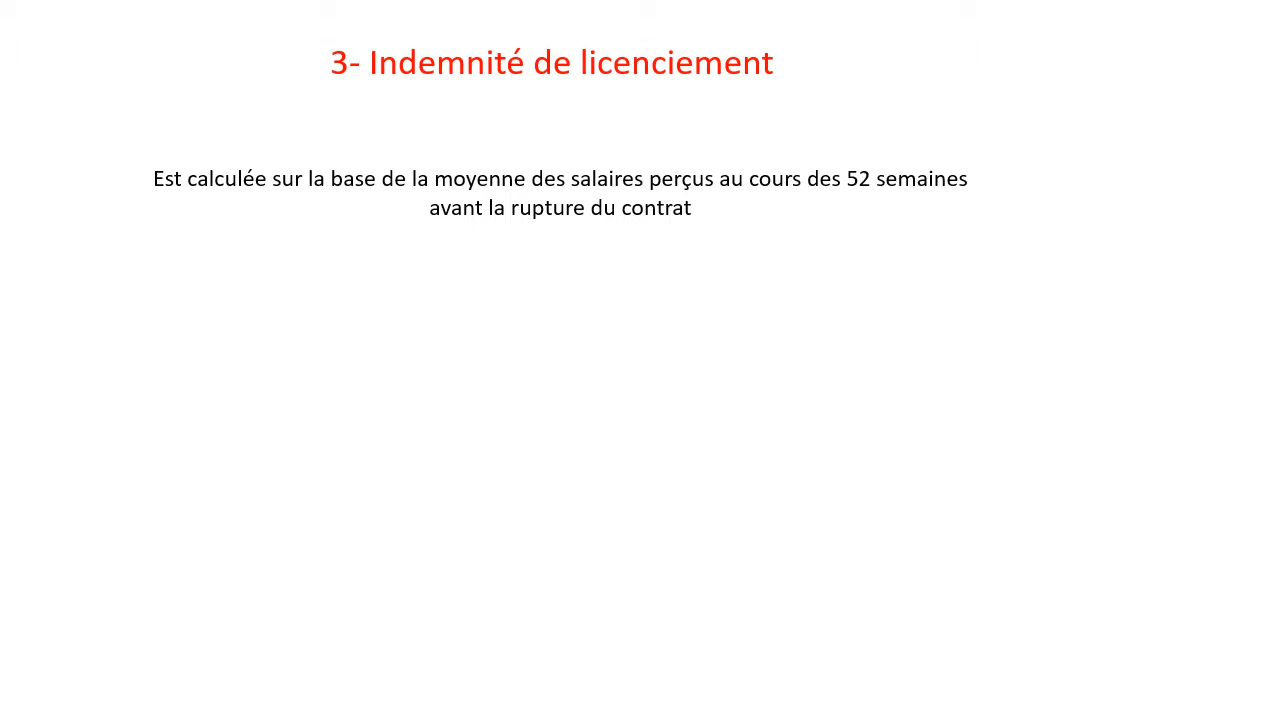 3- Indemnité de licenciement
Est calculée sur la base de la moyenne des salaires perçus au cours des 52 semaines
avant la rupture du contrat